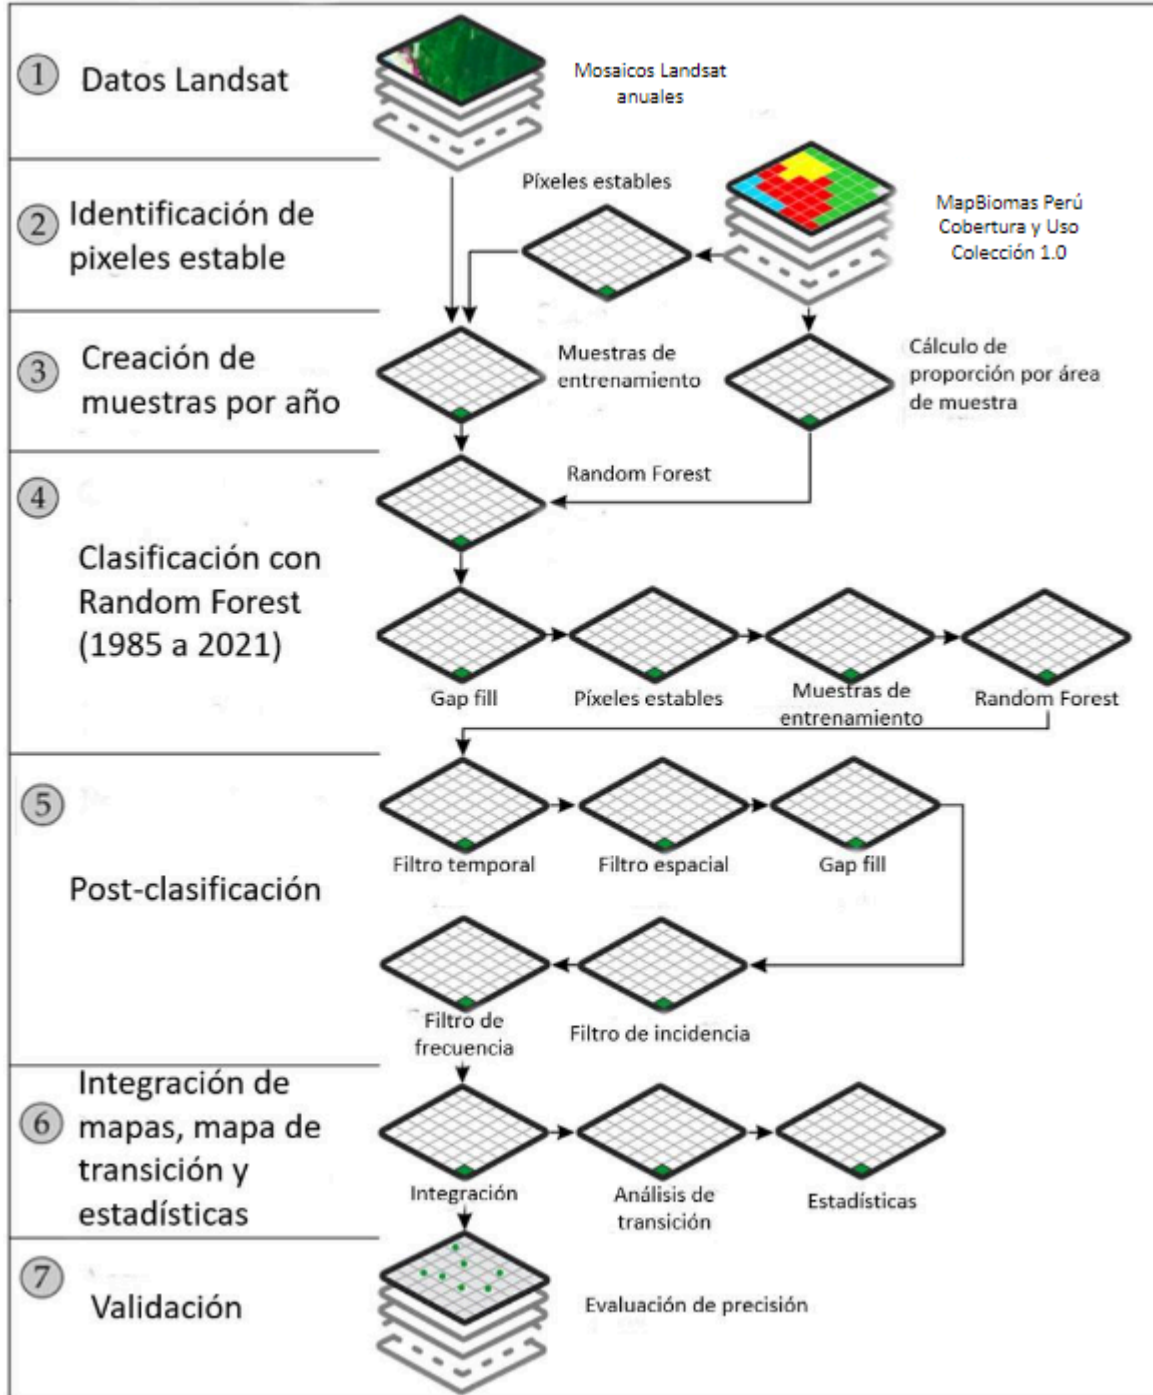 1
Datos Landsat
Mosaicos Landsat
anuales
2
Identificación de
pixeles estable
Píxeles estables
MapBiomas Perú
Cobertura y Uso
Colección 1.0
3
Creación de
muestras por año
Muestras de
entrenamiento
Cálculo de
proporción por área
de muestra
4
Clasificación con
Random Forest
(1985 a 2021)
Random Forest
Gap fill
Píxeles estables
Muestras de
entrenamiento
Random Forest
5
Post-clasificación
Filtro temporal
Filtro espacial
Gap fill
Filtro de
frecuencia
Filtro de incidencia
6
Integración de
mapas, mapa de
transición y
estadísticas
Integración
Análisis de
transición
Estadísticas
7
Validación
Evaluación de precisión